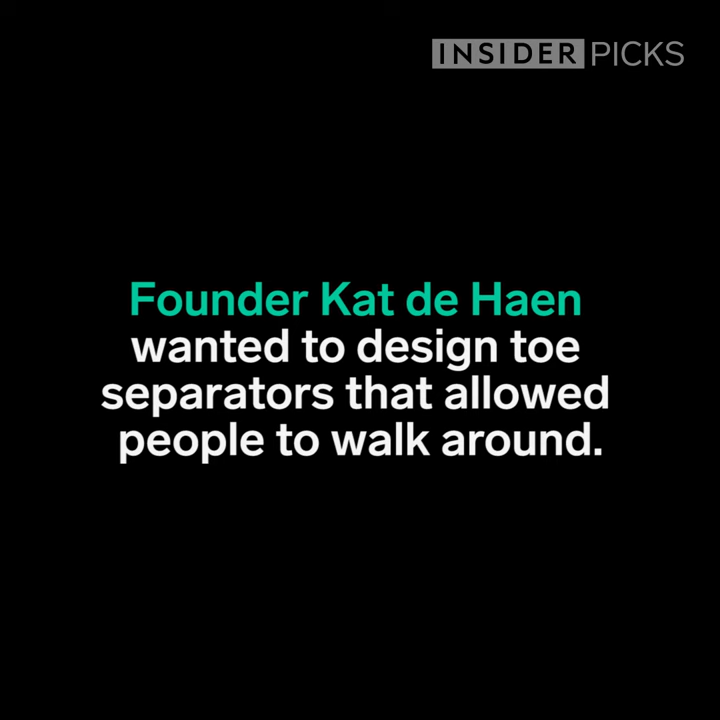 INSIDER PICKS
Founder Kat de Haen
wanted to design toe
separators that allowed
people to walk around.